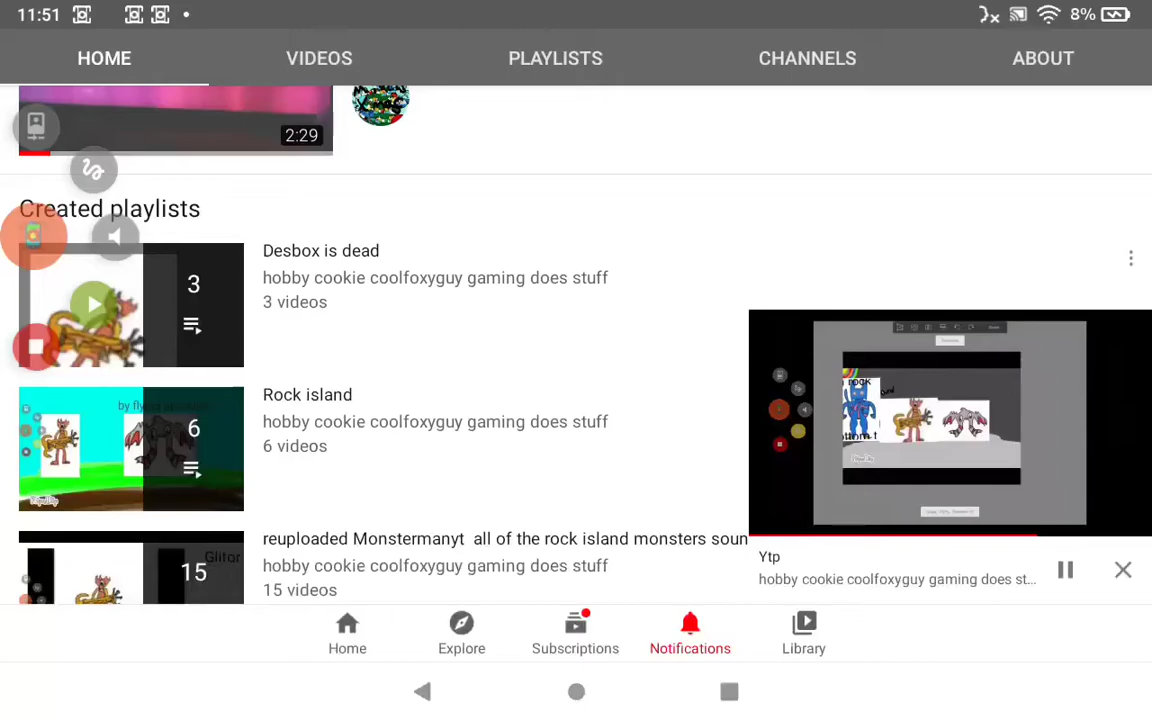 11:51
8%
HOME
VIDEOS
PLAYLISTS
CHANNELS
ABOUT
2:29
Created playlists
3
Desbox is dead
hobby cookie coolfoxyguy gaming does stuff
3 videos
6
Rock island
hobby cookie coolfoxyguy gaming does stuff
6 videos
15
reuploaded Monstermanyt all of the rock island monsters soun
hobby cookie coolfoxyguy gaming does stuff
15 videos
rock
Ytp
hobby cookie coolfoxyguy gaming does st...
Home
Explore
Subscriptions
Notifications
Library